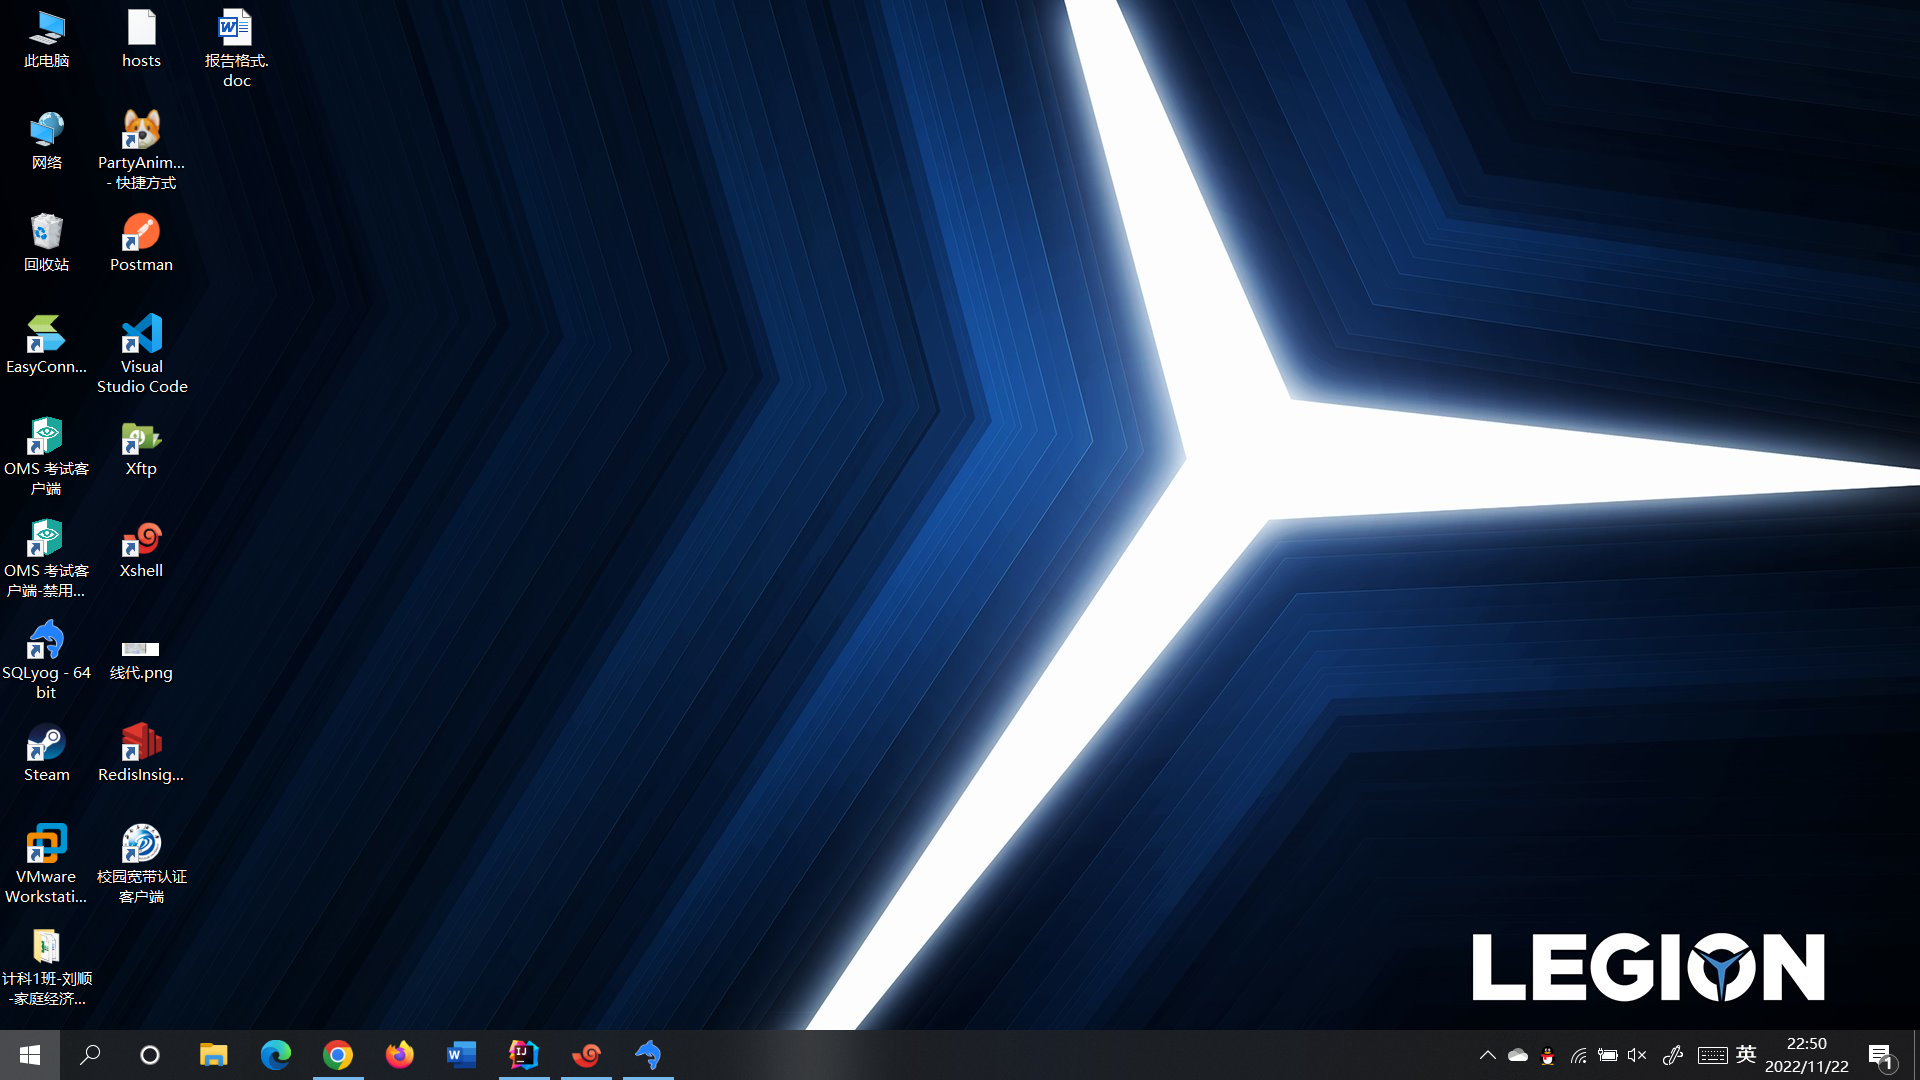 此电脑
hosts
报告格式.
doc
网络
PartyAnim...
- 快捷方式
回收站
Postman
EasyConn...
Visual
Studio Code
OMS 考试客
户端
Xftp
OMS 考试客
户端-禁用...
Xshell
SQLyog - 64
bit
线代.png
Steam
RedisInsig...
VMware
Workstati...
校园宽带认证
客户端
计科1班-刘顺
-家庭经济...
LEGION
英
22:50
2022/11/22
1